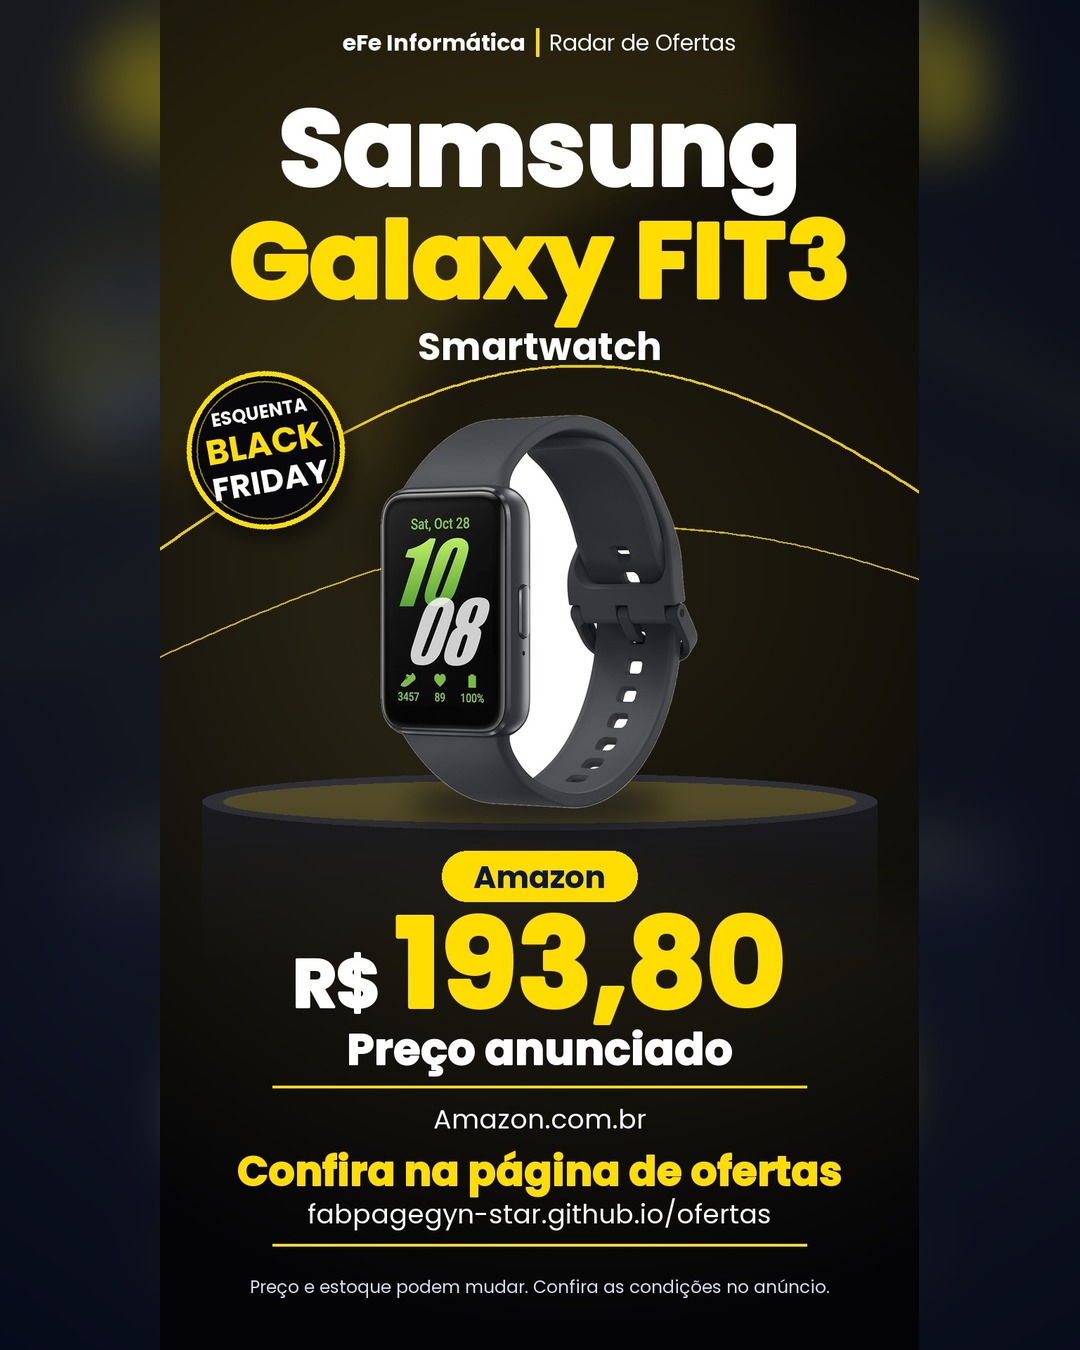 eFe Informática | Radar de Ofertas
Samsung
Galaxy FIT3
Smartwatch
ESQUENTA
BLACK
FRIDAY
Sat, Oct 28
10
08
3457 89 100%
Amazon
R$ 193,80
Preço anunciado
Amazon.com.br
Confira na página de ofertas
fabpagegyn-star.github.io/ofertas
Preço e estoque podem mudar. Confira as condições no anúncio.